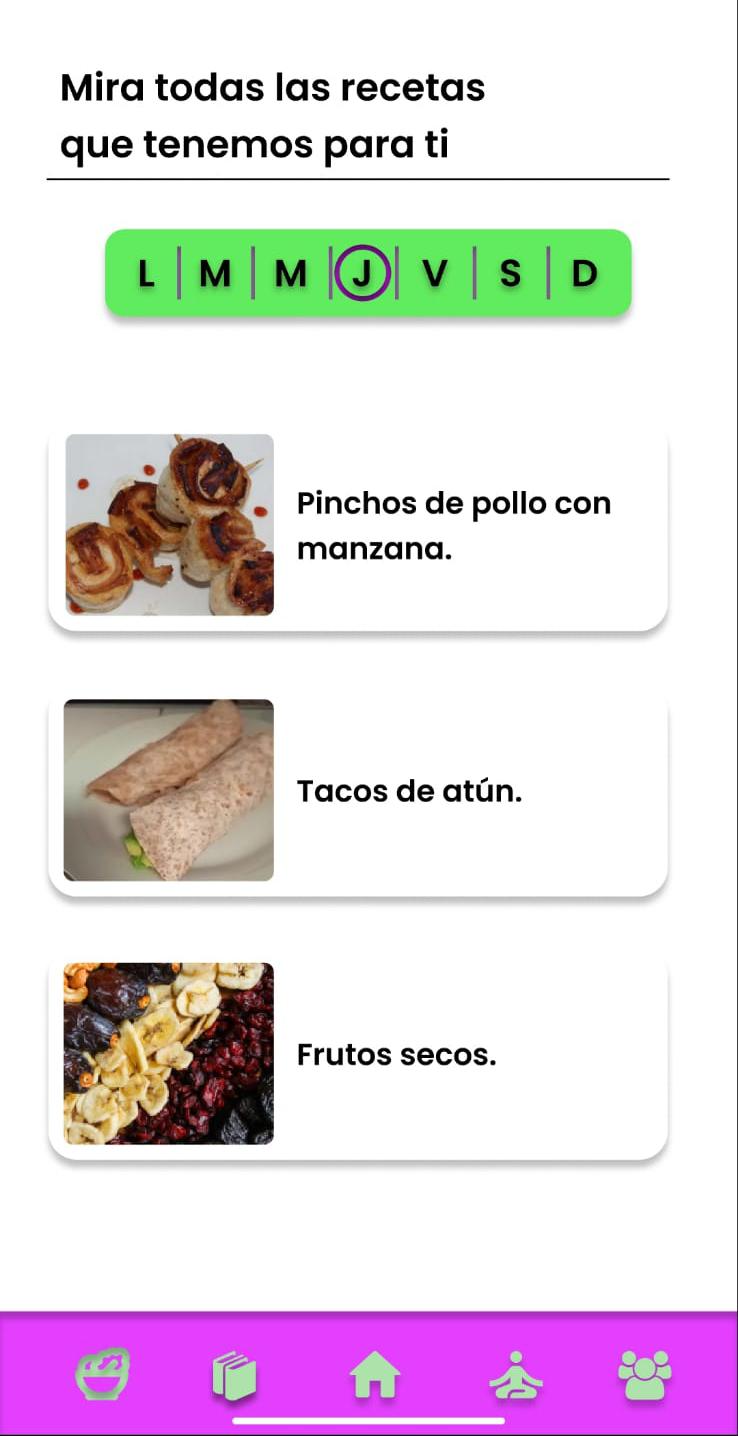 Mira todas las recetas
que tenemos para ti
L | M | M | J | V | S | D
Pinchos de pollo con
manzana.
Tacos de atún.
Frutos secos.